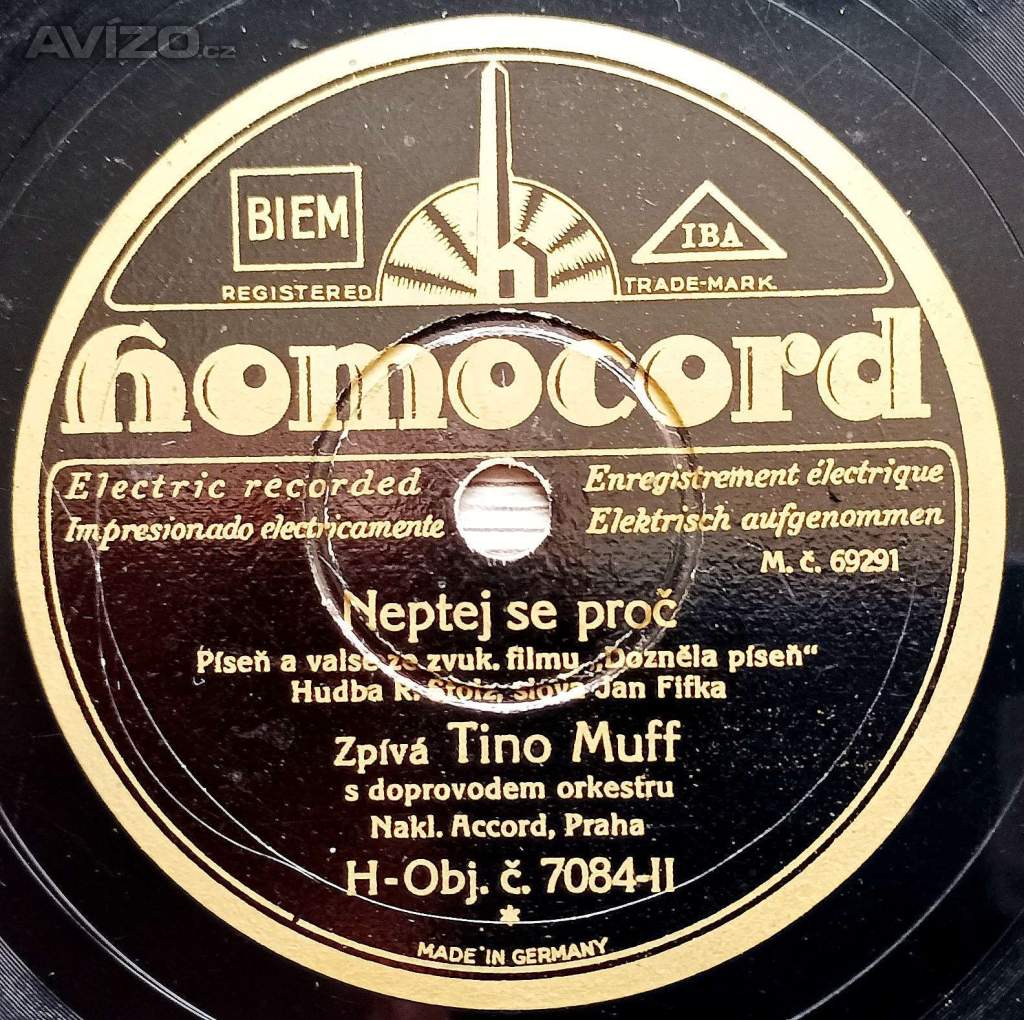 AVÍZO.cz
BIEM
IBA
REGISTERED
TRADE-MARK.
homocord
Electric recorded
Enregistrement électrique
Impresionado electricamente
Elektrisch aufgenommen
M. č. 69291
Neptej se proč
Píseň a valse ze zvuk. filmu „Dozněla píseň“
Hudba R. Stolz, slova Jan Fifka
Zpívá Tino Muff
s doprovodem orkestru
Nakl. Accord, Praha
H-Obj. č. 7084-II
*
MADE IN GERMANY